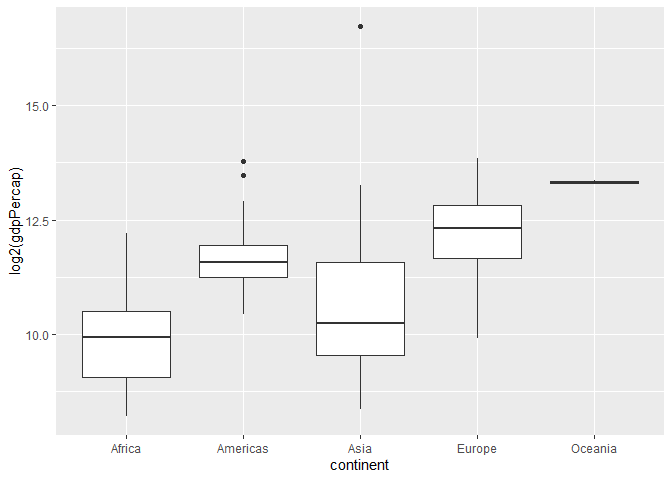 log2(gdpPercap)
15.0
12.5
10.0
Africa Americas Asia Europe Oceania
continent